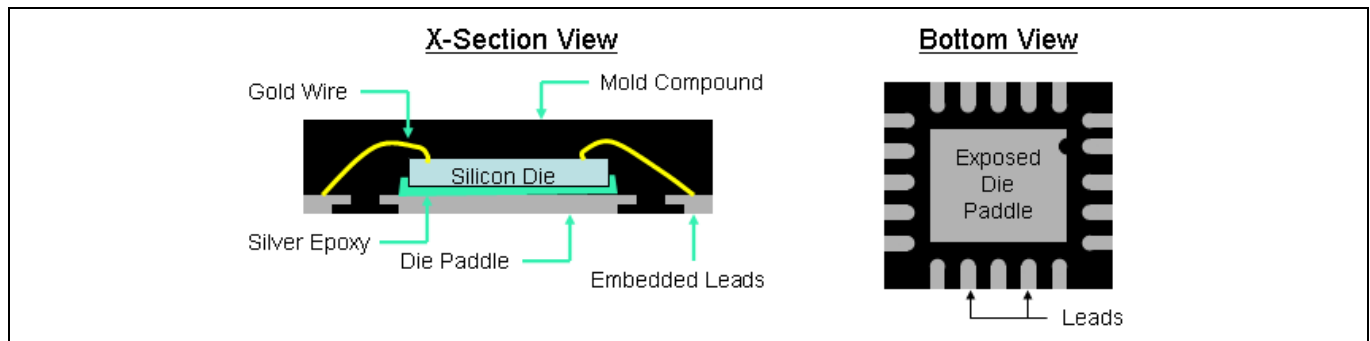 X-Section View
Gold Wire
Mold Compound
Silicon Die
Silver Epoxy
Die Paddle
Embedded Leads
Bottom View
Exposed
Die
Paddle
Leads